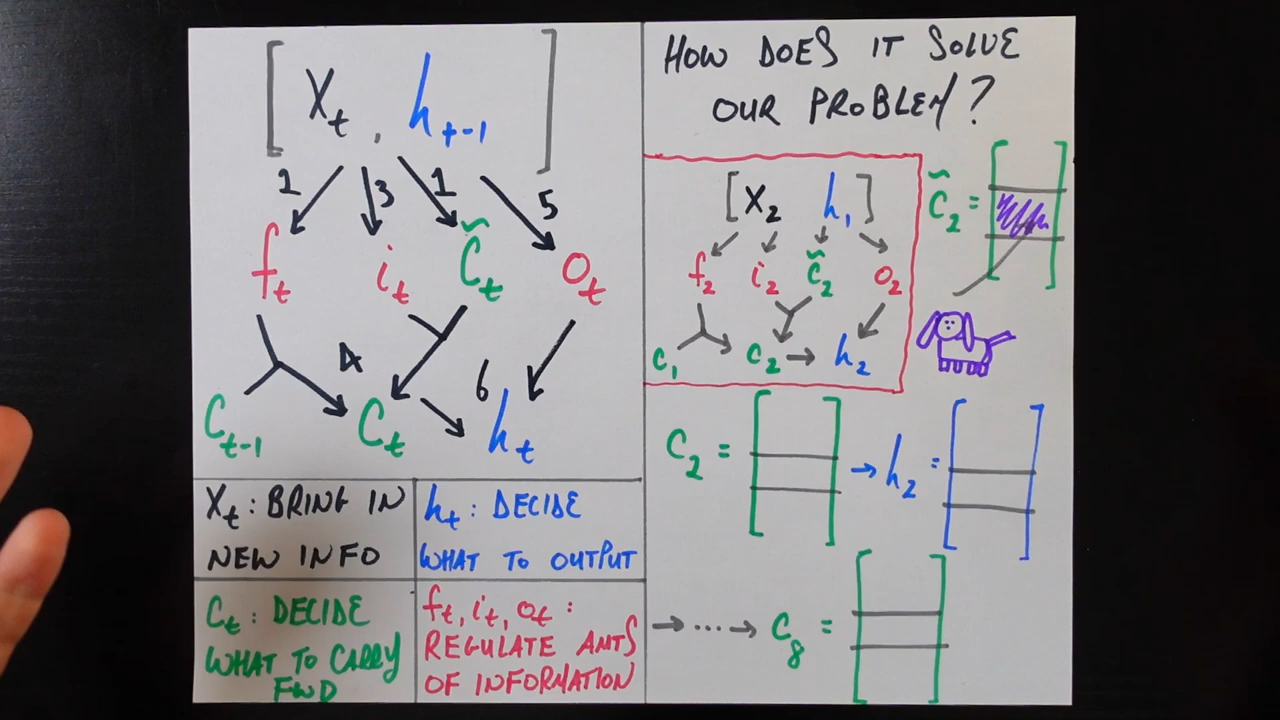 [ Xt , ht-1 ]
1 3 1 5
ft it C̃t Ot
4 6
Ct-1 Ct ht
Xt : BRING IN
NEW INFO
ht : DECIDE
WHAT TO OUTPUT
Ct : DECIDE
WHAT TO CARRY
FWD
ft, it, ot :
REGULATE AMTS
OF INFORMATION
HOW DOES IT SOLVE
OUR PROBLEM?
[ X2 h1 ]
f2 i2 C̃2 O2
C1 C2 → h2
C̃2 =
C2 = → h2 =
→ ... → C8 =